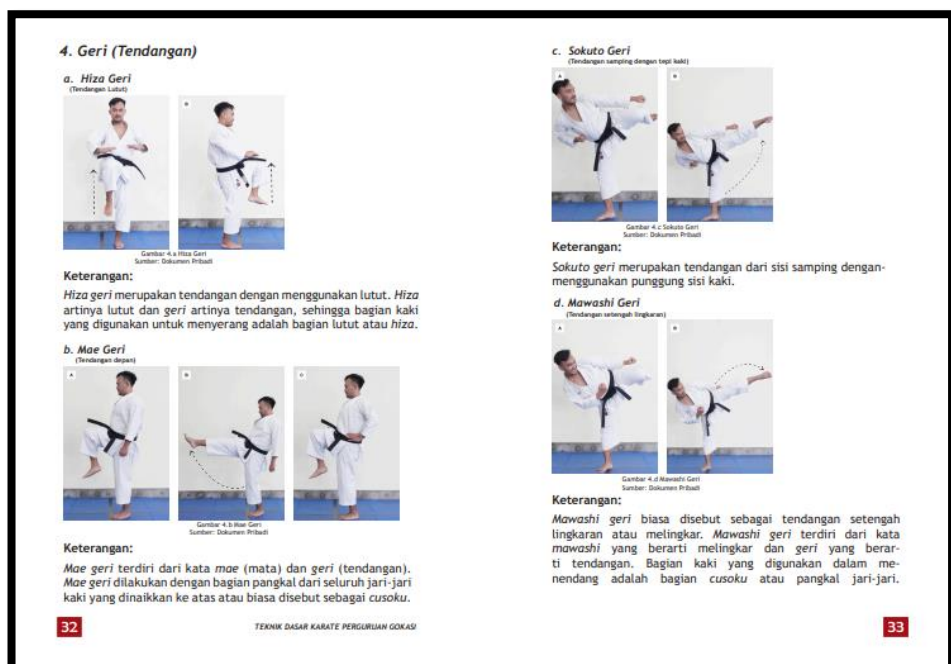 4. Geri (Tendangan)
a. Hiza Geri
(Tendangan Lutut)
B
Gambar 4.a Hiza Geri
Sumber: Dokumen Pribadi
Keterangan:
Hiza geri merupakan tendangan dengan menggunakan lutut. Hiza
artinya lutut dan geri artinya tendangan, sehingga bagian kaki
yang digunakan untuk menyerang adalah bagian lutut atau hiza.
b. Mae Geri
(Tendangan depan)
A
B
C
Gambar 4.b Mae Geri
Sumber: Dokumen Pribadi
Keterangan:
Mae geri terdiri dari kata mae (mata) dan geri (tendangan).
Mae geri dilakukan dengan bagian pangkal dari seluruh jari-jari
kaki yang dinaikkan ke atas atau biasa disebut sebagai cusoku.
32
TEKNIK DASAR KARATE PERGURUAN GOKASI
c. Sokuto Geri
(Tendangan samping dengan tepi kaki)
A
B
Gambar 4.c Sokuto Geri
Sumber: Dokumen Pribadi
Keterangan:
Sokuto geri merupakan tendangan dari sisi samping dengan-
menggunakan punggung sisi kaki.
d. Mawashi Geri
(Tendangan setengah lingkaran)
A
B
Gambar 4.d Mawashi Geri
Sumber: Dokumen Pribadi
Keterangan:
Mawashi geri biasa disebut sebagai tendangan setengah
lingkaran atau melingkar. Mawashi geri terdiri dari kata
mawashi yang berarti melingkar dan geri yang berar-
ti tendangan. Bagian kaki yang digunakan dalam me-
nendang adalah bagian cusoku atau pangkal jari-jari.
33